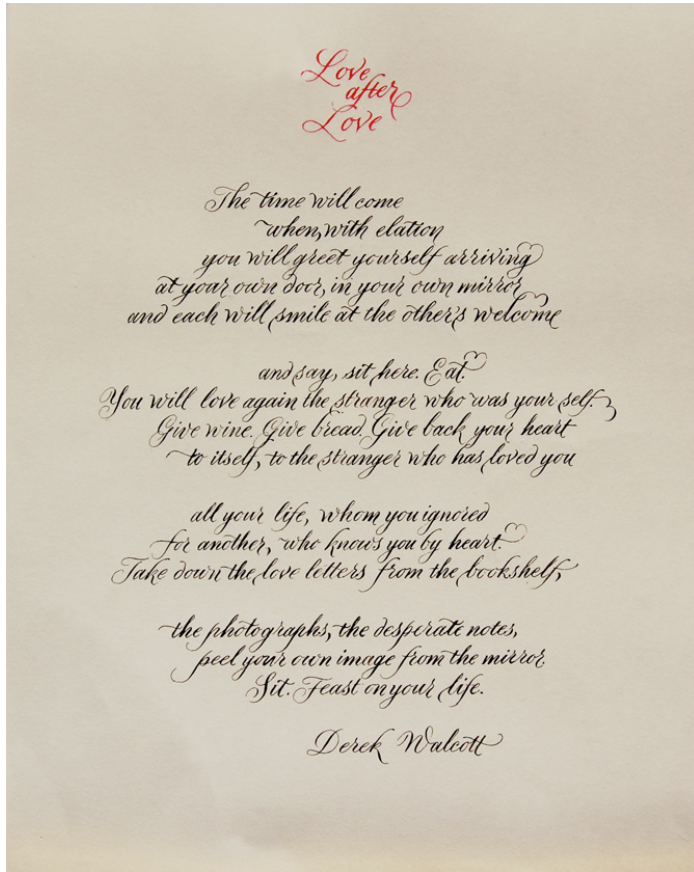 Love
after
Love
The time will come
when, with elation
you will greet yourself arriving
at your own door, in your own mirror
and each will smile at the other's welcome
and say, sit here. Eat.
You will love again the stranger who was your self.
Give wine. Give bread. Give back your heart
to itself, to the stranger who has loved you
all your life, whom you ignored
for another, who knows you by heart.
Take down the love letters from the bookshelf,
the photographs, the desperate notes,
peel your own image from the mirror.
Sit. Feast on your life.
Derek Walcott